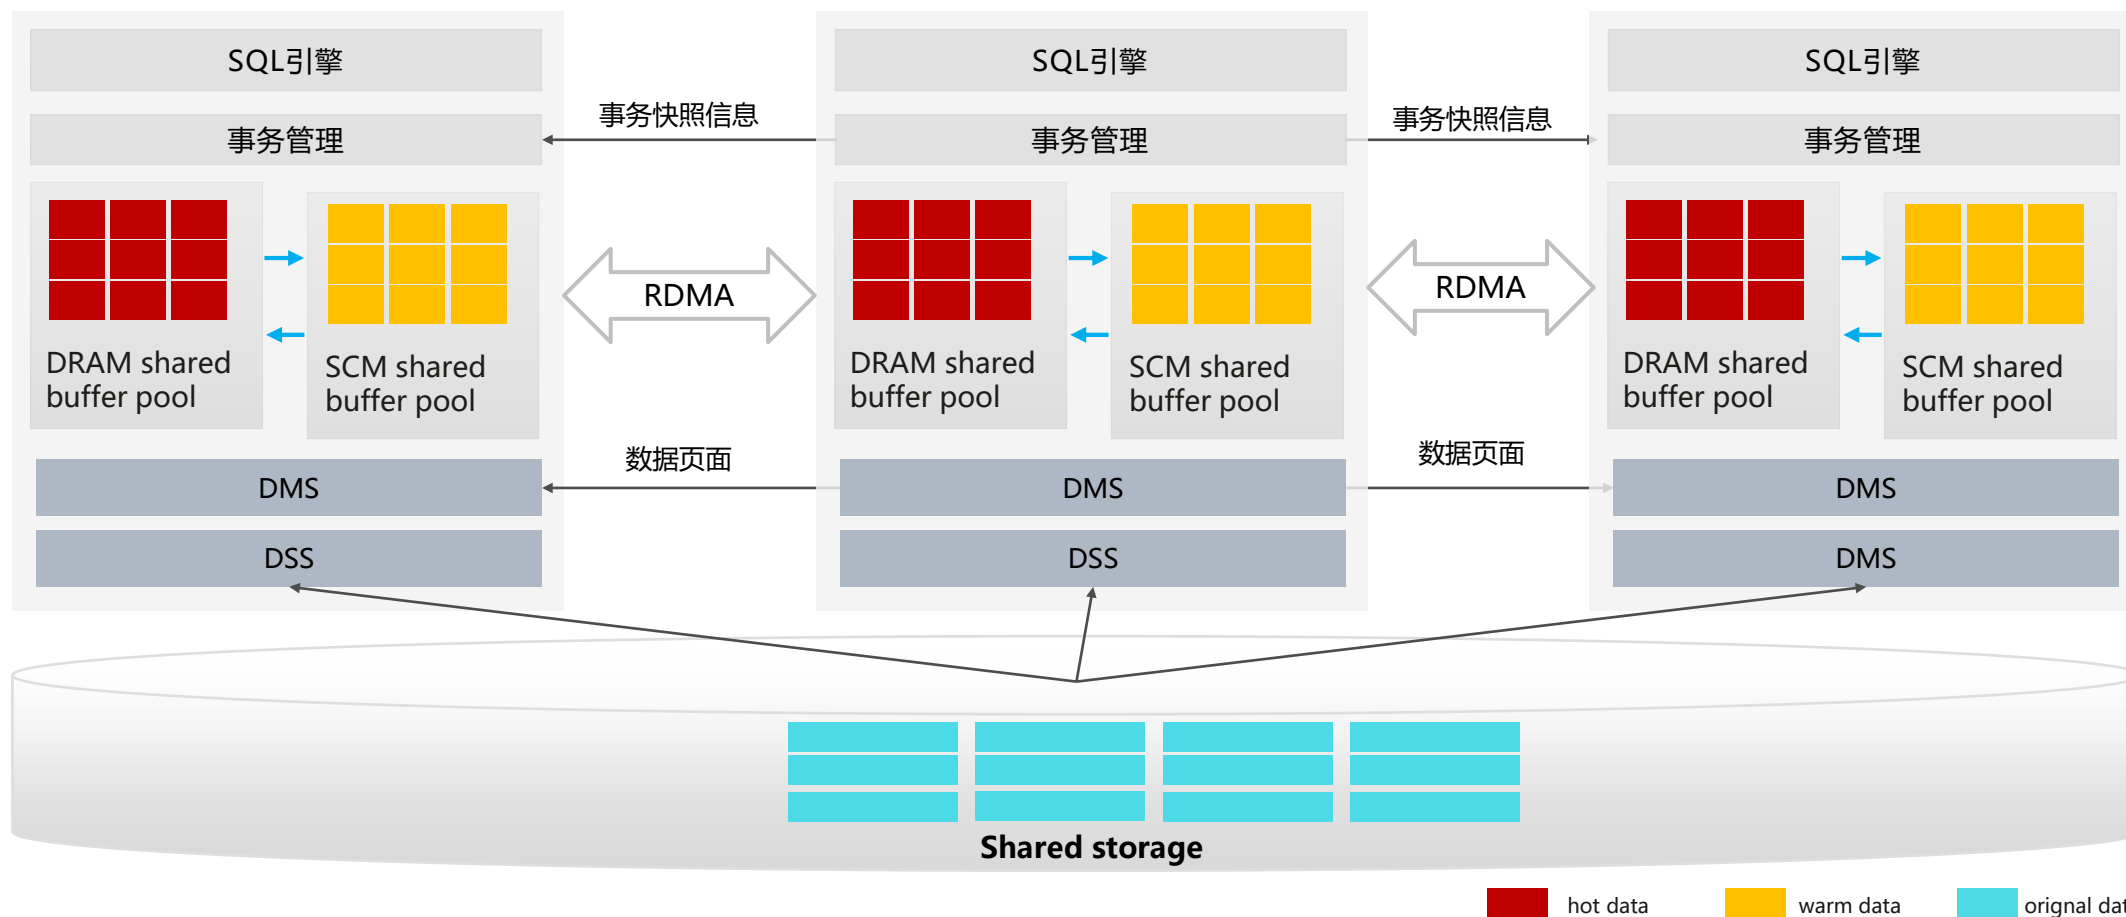 SQL引擎
SQL引擎
SQL引擎
事务快照信息
事务快照信息
事务管理
事务管理
事务管理
DRAM shared
buffer pool
SCM shared
buffer pool
RDMA
DRAM shared
buffer pool
SCM shared
buffer pool
RDMA
DRAM shared
buffer pool
SCM shared
buffer pool
数据页面
数据页面
DMS
DMS
DMS
DSS
DSS
DMS
Shared storage
hot data
warm data
orignal dat